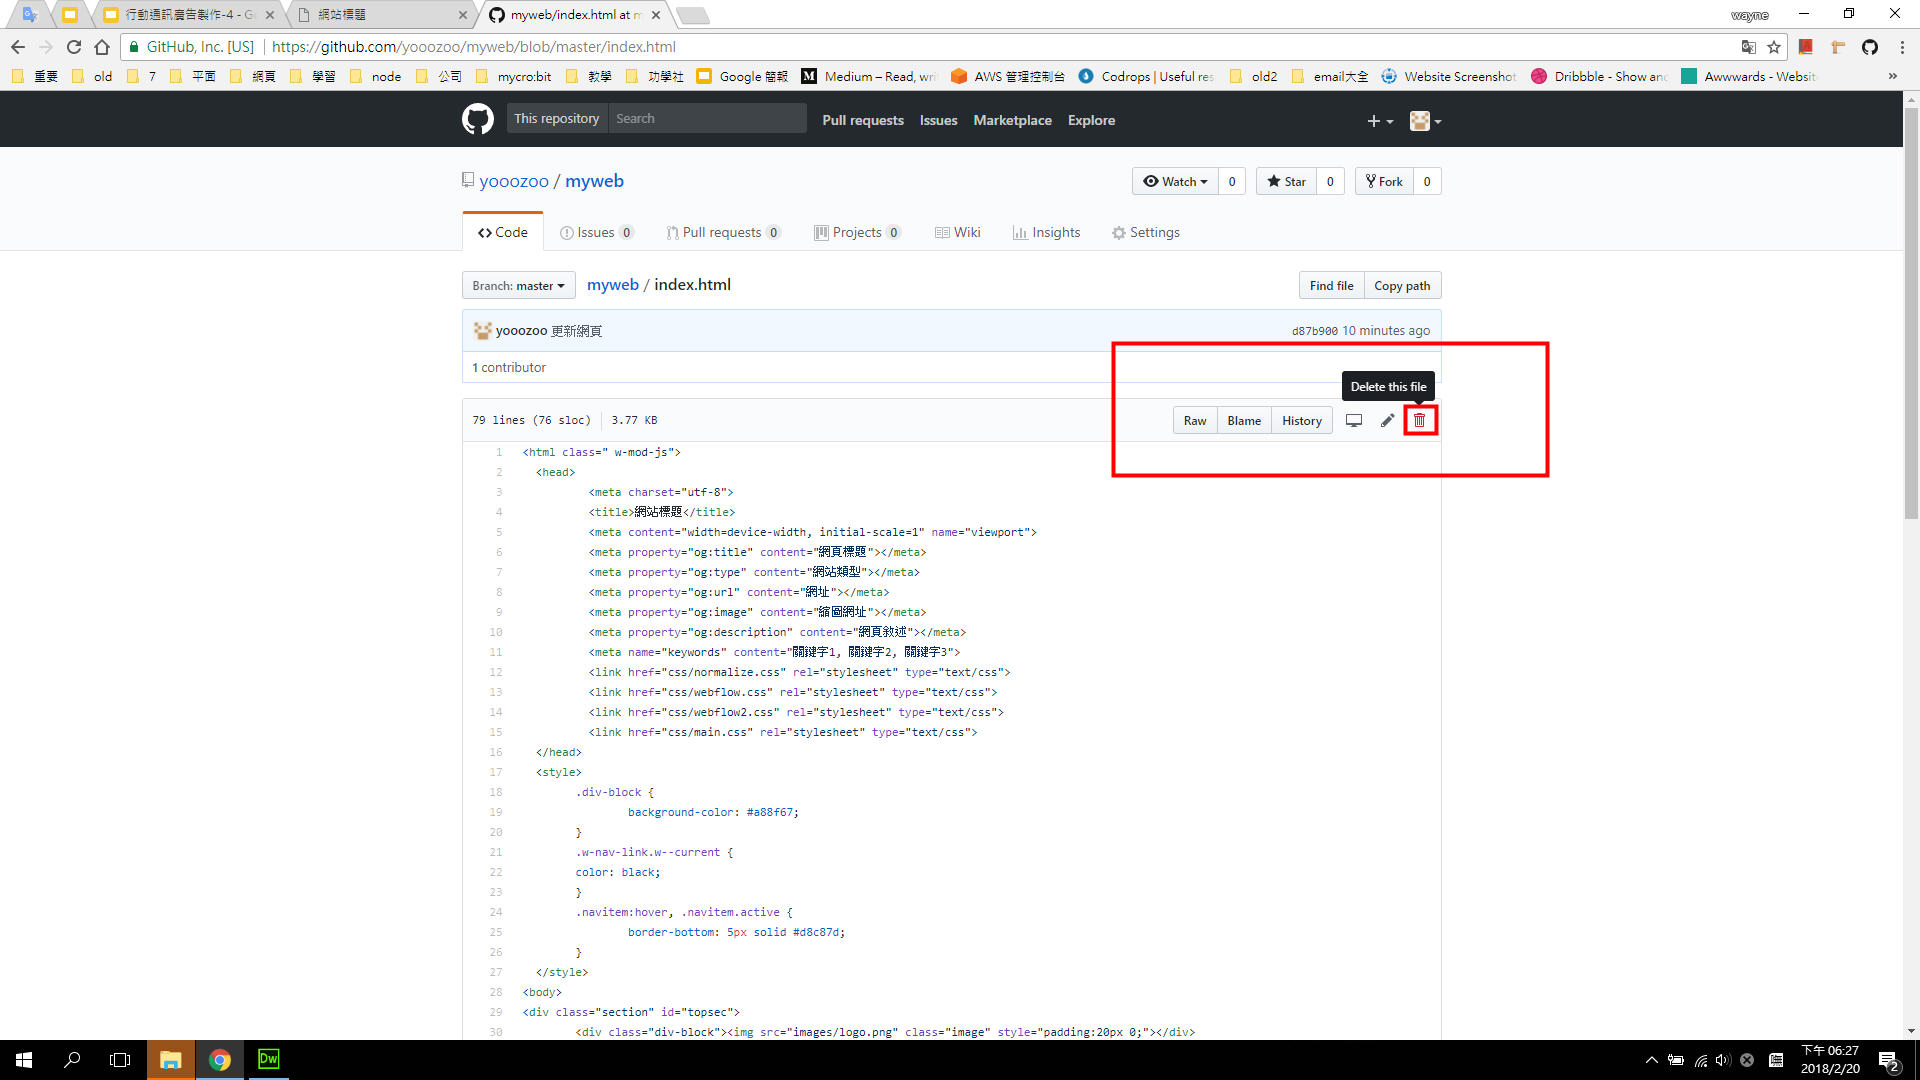 行動通訊廣告製作-4 - G
網站標題
myweb/index.html at m
wayne
GitHub, Inc. [US]
https://github.com/yooozoo/myweb/blob/master/index.html
重要 old 7 平面 網頁 學習 node 公司 mycro:bit 教學 功學社 Google 簡報 Medium – Read, wri AWS 管理控制台 Codrops | Useful res old2 email大全 Website Screenshot Dribbble - Show and Awwwards - Websit »
This repository Search Pull requests Issues Marketplace Explore
yooozoo / myweb
Watch 0 Star 0 Fork 0
Code Issues 0 Pull requests 0 Projects 0 Wiki Insights Settings
Branch: master myweb / index.html Find file Copy path
yooozoo 更新網頁 d87b900 10 minutes ago
1 contributor
Delete this file
79 lines (76 sloc) 3.77 KB Raw Blame History
1 <html class=" w-mod-js">
2 <head>
3 <meta charset="utf-8">
4 <title>網站標題</title>
5 <meta content="width=device-width, initial-scale=1" name="viewport">
6 <meta property="og:title" content="網頁標題"></meta>
7 <meta property="og:type" content="網站類型"></meta>
8 <meta property="og:url" content="網址"></meta>
9 <meta property="og:image" content="縮圖網址"></meta>
10 <meta property="og:description" content="網頁敘述"></meta>
11 <meta name="keywords" content="關鍵字1, 關鍵字2, 關鍵字3">
12 <link href="css/normalize.css" rel="stylesheet" type="text/css">
13 <link href="css/webflow.css" rel="stylesheet" type="text/css">
14 <link href="css/webflow2.css" rel="stylesheet" type="text/css">
15 <link href="css/main.css" rel="stylesheet" type="text/css">
16 </head>
17 <style>
18 .div-block {
19 background-color: #a88f67;
20 }
21 .w-nav-link.w--current {
22 color: black;
23 }
24 .navitem:hover, .navitem.active {
25 border-bottom: 5px solid #d8c87d;
26 }
27 </style>
28 <body>
29 <div class="section" id="topsec">
30 <div class="div-block"><img src="images/logo.png" class="image" style="padding:20px 0;"></div>
Dw
下午 06:27
2018/2/20
2